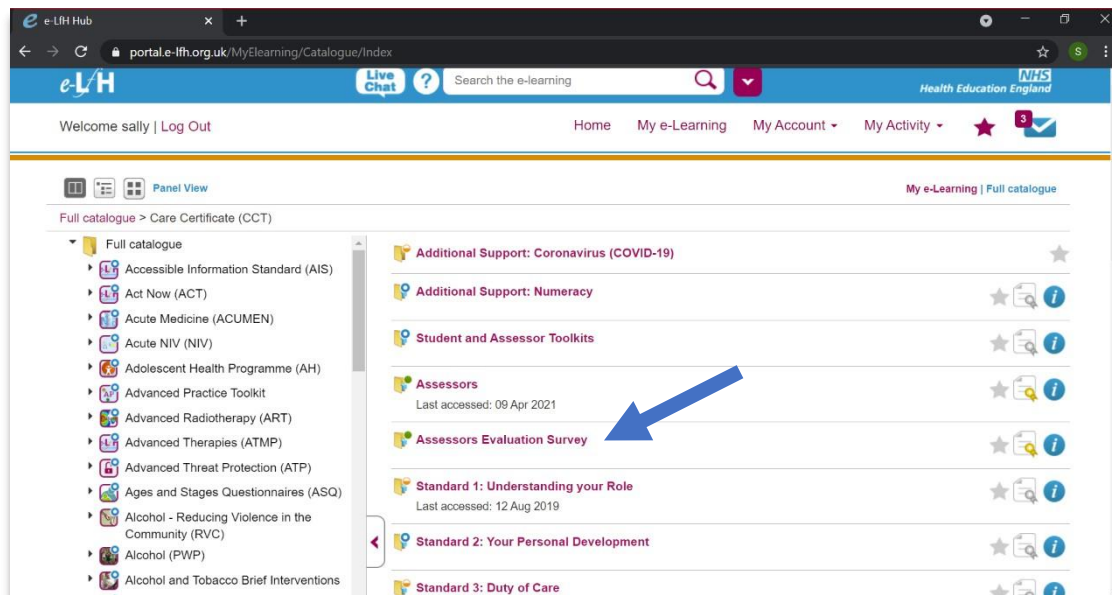 e-LfH Hub
portal.e-lfh.org.uk/MyElearning/Catalogue/Index
S
e-LfH
Live
Chat
?
Search the e-learning
NHS
Health Education England
Welcome sally | Log Out
Home
My e-Learning
My Account
My Activity
3
Panel View
My e-Learning | Full catalogue
Full catalogue > Care Certificate (CCT)
Full catalogue
Accessible Information Standard (AIS)
Act Now (ACT)
Acute Medicine (ACUMEN)
Acute NIV (NIV)
Adolescent Health Programme (AH)
Advanced Practice Toolkit
Advanced Radiotherapy (ART)
Advanced Therapies (ATMP)
Advanced Threat Protection (ATP)
Ages and Stages Questionnaires (ASQ)
Alcohol - Reducing Violence in the
Community (RVC)
Alcohol (PWP)
Alcohol and Tobacco Brief Interventions
Additional Support: Coronavirus (COVID-19)
Additional Support: Numeracy
Student and Assessor Toolkits
Assessors
Last accessed: 09 Apr 2021
Assessors Evaluation Survey
Standard 1: Understanding your Role
Last accessed: 12 Aug 2019
Standard 2: Your Personal Development
Standard 3: Duty of Care